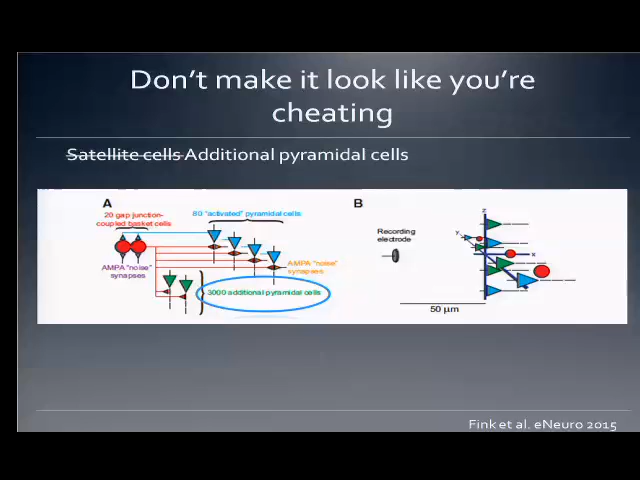 Don't make it look like you're
cheating
Satellite cells Additional pyramidal cells
A
20 gap junction-
coupled basket cells
80 "activated" pyramidal cells
AMPA "noise"
synapses
AMPA "noise"
synapses
3000 additional pyramidal cells
B
Recording
electrode
z
y
x
50 µm
Fink et al. eNeuro 2015